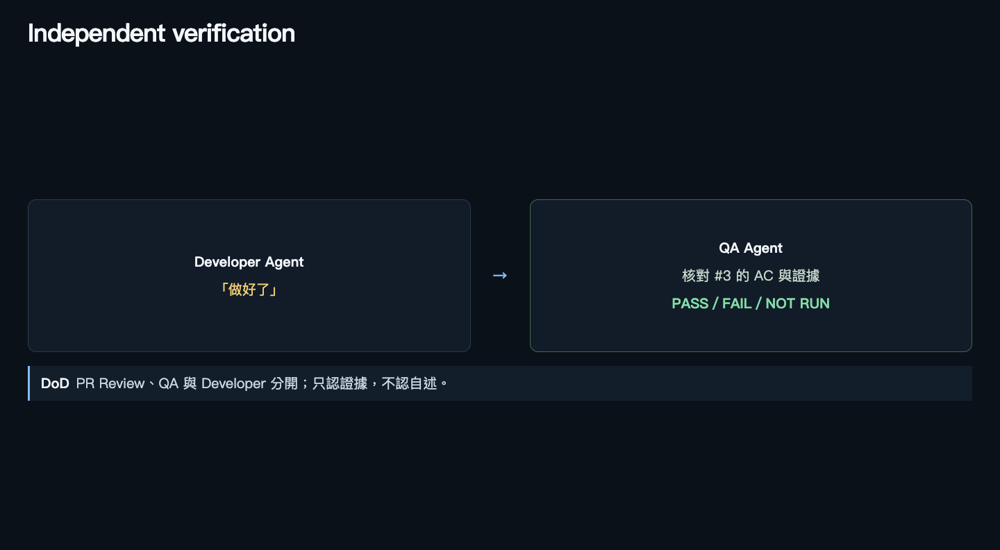 Independent verification
Developer Agent
「做好了」
→
QA Agent
核對 #3 的 AC 與證據
PASS / FAIL / NOT RUN
DoD PR Review、QA 與 Developer 分開；只認證據，不認自述。